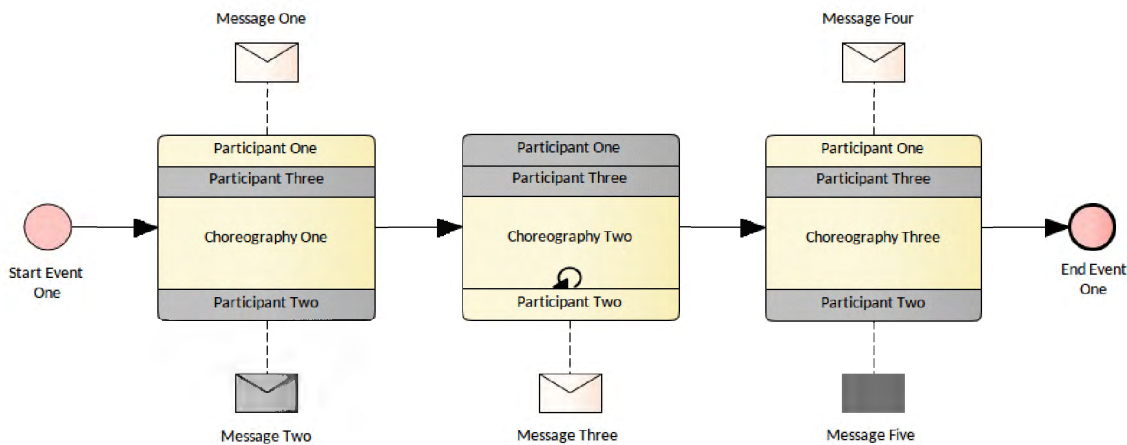 Message One
Message Four
Participant One
Participant One
Participant One
Participant Three
Participant Three
Participant Three
Start Event
One
Choreography One
Choreography Two
Choreography Three
End Event
One
Participant Two
Participant Two
Participant Two
Message Two
Message Three
Message Five